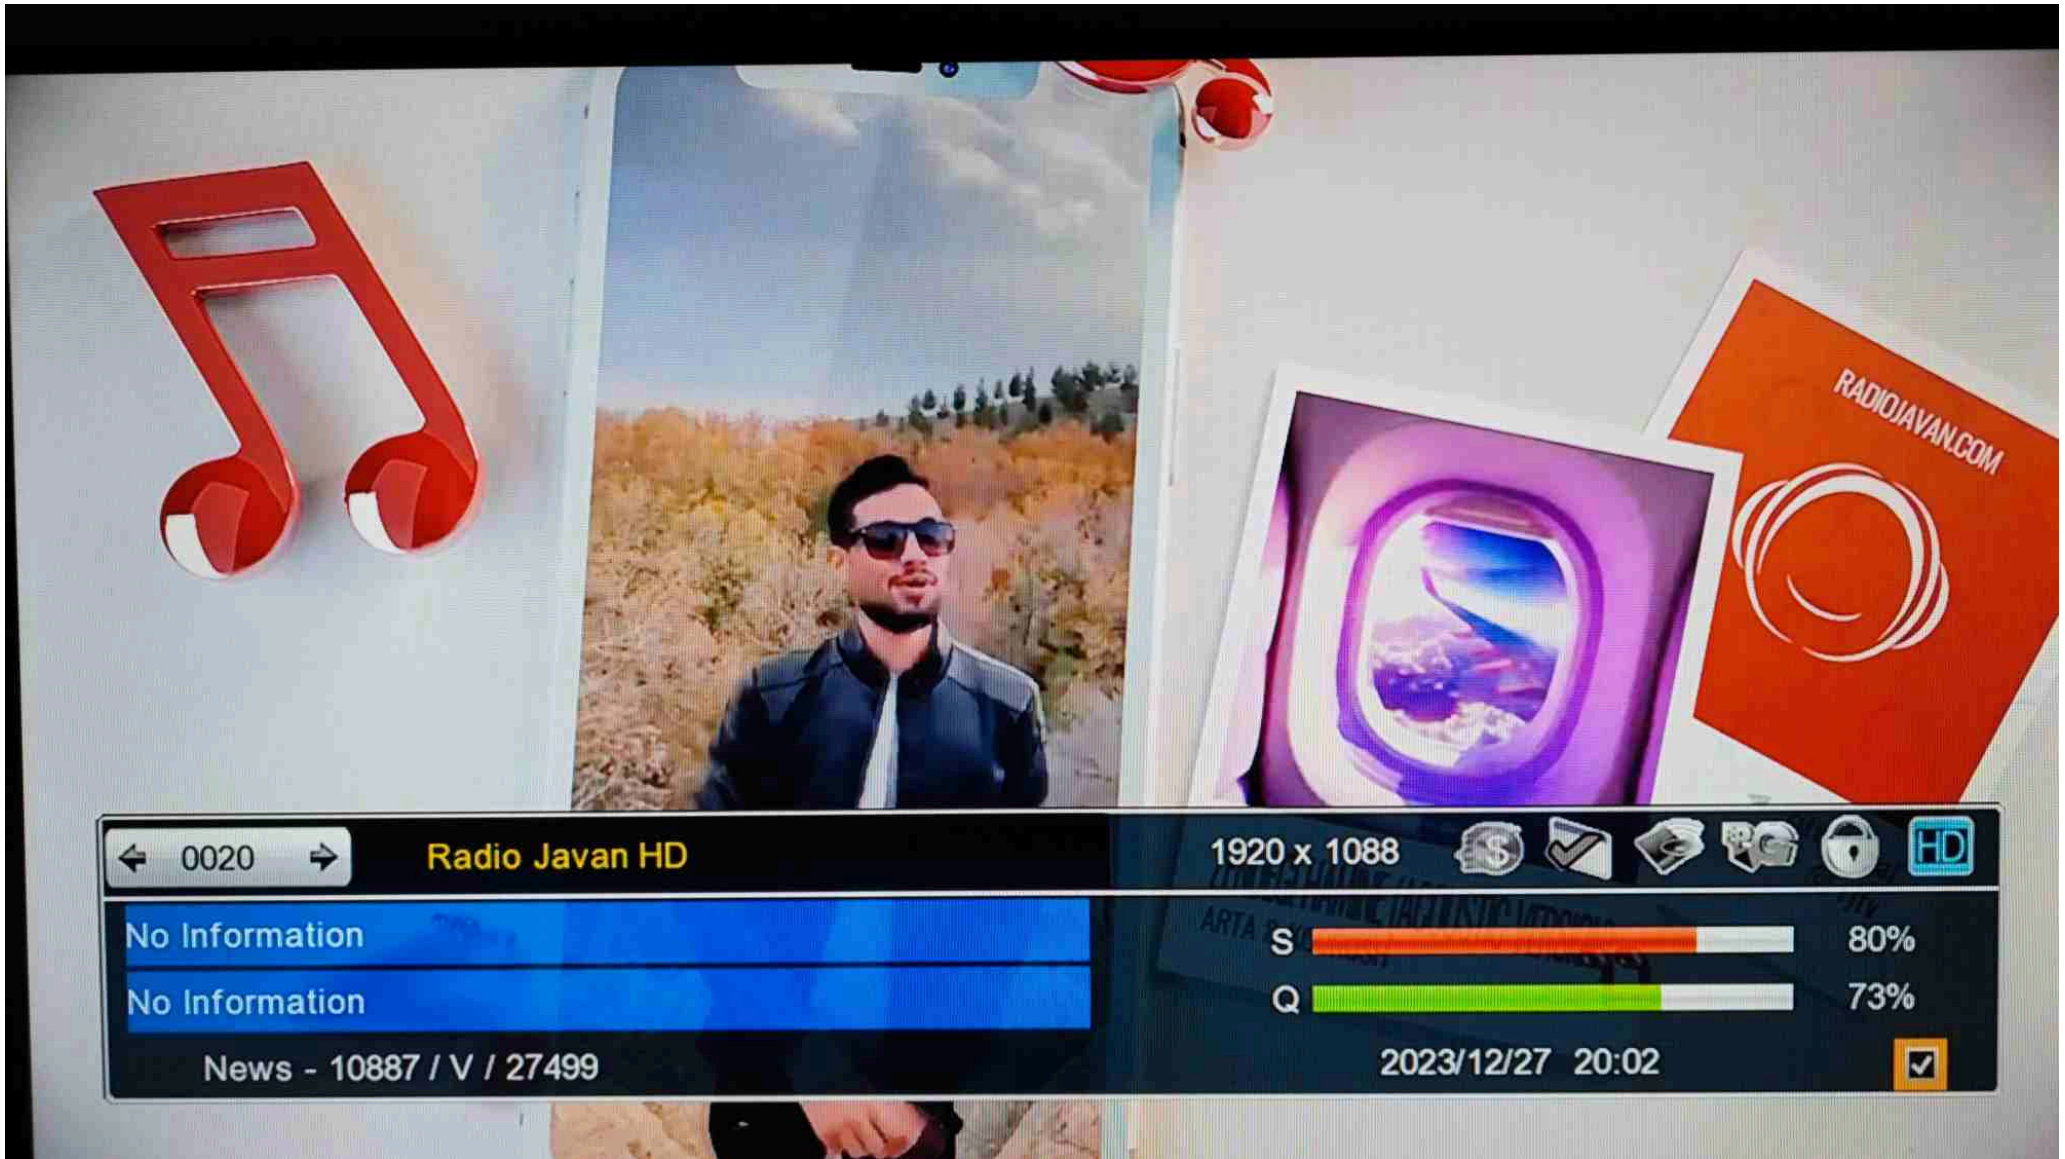 RADIOJAVAN.COM
0020
Radio Javan HD
1920 x 1088
HD
No Information
No Information
ARTA
S 80%
Q 73%
News - 10887 / V / 27499
2023/12/27 20:02